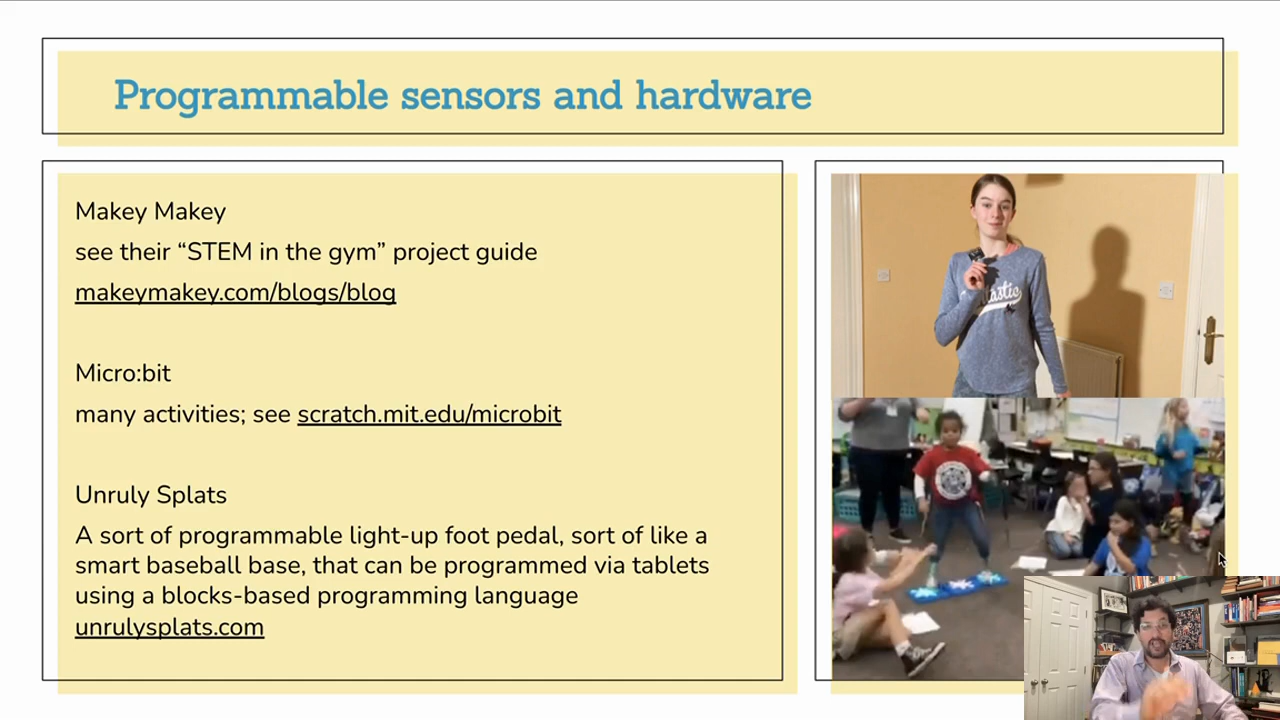 Programmable sensors and hardware
Makey Makey
see their “STEM in the gym” project guide
makeymakey.com/blogs/blog
Micro:bit
many activities; see scratch.mit.edu/microbit
Unruly Splats
A sort of programmable light-up foot pedal, sort of like a
smart baseball base, that can be programmed via tablets
using a blocks-based programming language
unrulysplats.com